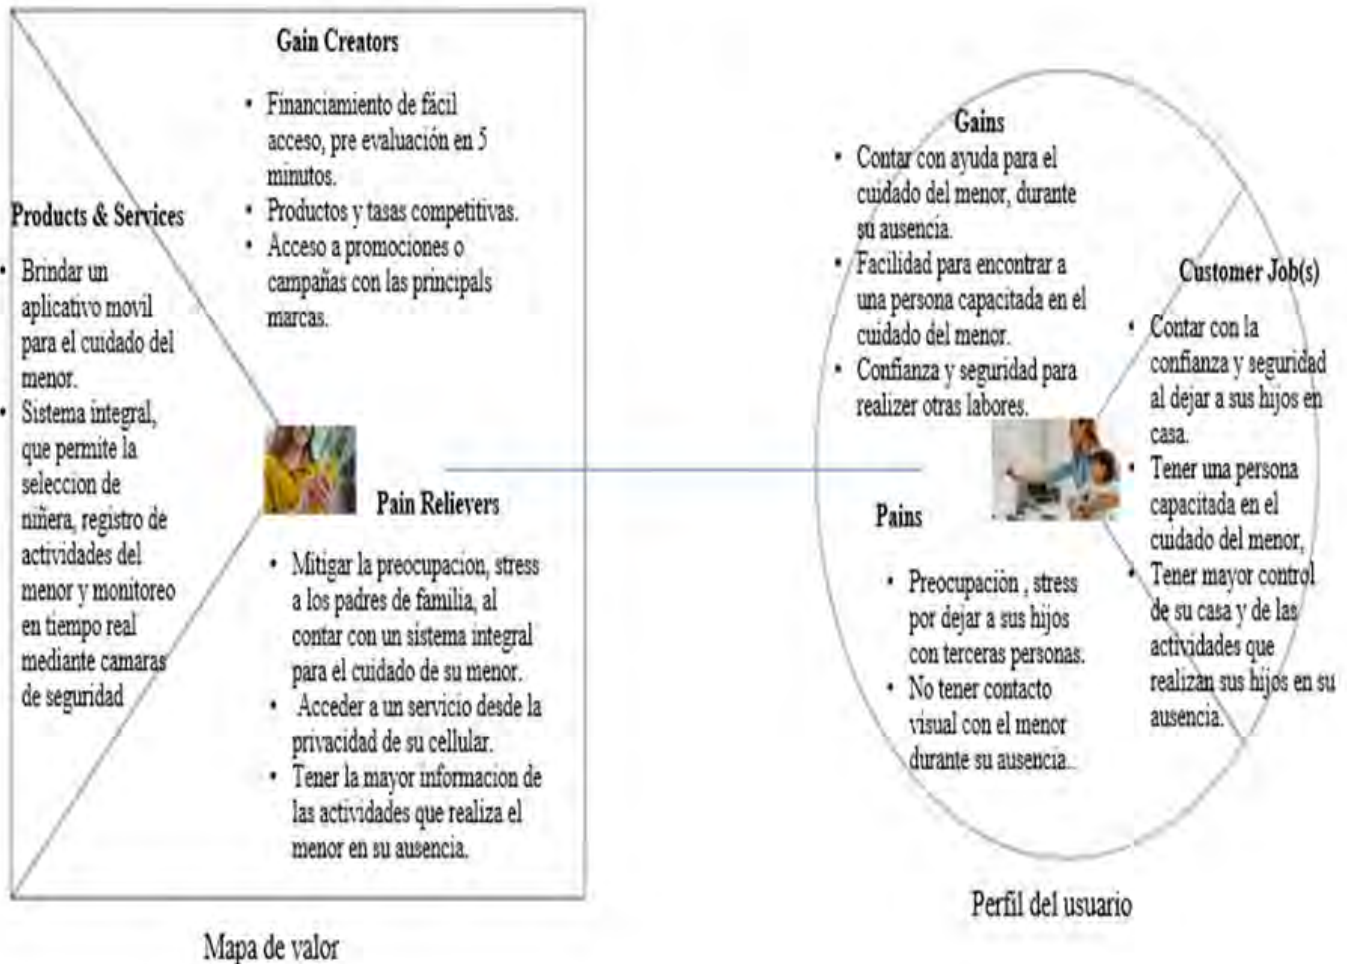 Gain Creators
• Financiamiento de fácil
acceso, pre evaluación en 5
minutos.
• Productos y tasas competitivas.
• Acceso a promociones o
campañas con las principals
marcas.
Products & Services
• Brindar un
aplicativo movil
para el cuidado del
menor.
• Sistema integral,
que permite la
seleccion de
niñera, registro de
actividades del
menor y monitoreo
en tiempo real
mediante camaras
de seguridad
Pain Relievers
• Mitigar la preocupacion, stress
a los padres de familia, al
contar con un sistema integral
para el cuidado de su menor.
• Acceder a un servicio desde la
privacidad de su cellular.
• Tener la mayor informacion de
las actividades que realiza el
menor en su ausencia.
Mapa de valor
Gains
• Contar con ayuda para el
cuidado del menor, durante
su ausencia.
• Facilidad para encontrar a
una persona capacitada en el
cuidado del menor.
• Confianza y seguridad para
realizer otras labores.
Customer Job(s)
• Contar con la
confianza y seguridad
al dejar a sus hijos en
casa.
• Tener una persona
capacitada en el
cuidado del menor,
• Tener mayor control
de su casa y de las
actividades que
realizan sus hijos en su
ausencia.
Pains
• Preocupación , stress
por dejar a sus hijos
con terceras personas.
• No tener contacto
visual con el menor
durante su ausencia..
Perfil del usuario